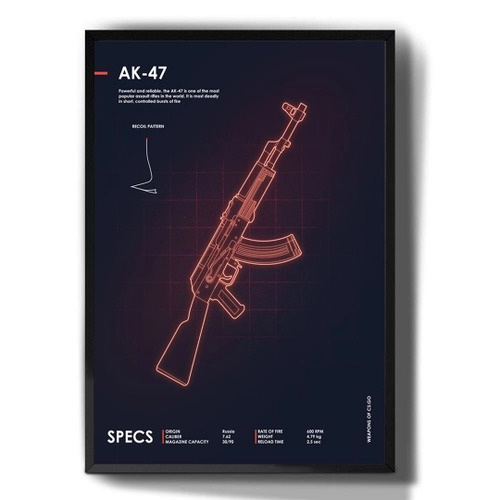 AK-47
Powerful and reliable, the AK-47 is one of the most
popular assault rifles in the world. It is most deadly
in short, controlled bursts of fire
RECOIL PATTERN
SPECS
ORIGIN Russia
CALIBER 7.62
MAGAZINE CAPACITY 30/90
RATE OF FIRE 600 RPM
WEIGHT 4.79 kg
RELOAD TIME 2.5 sec
WEAPONS OF CS:GO